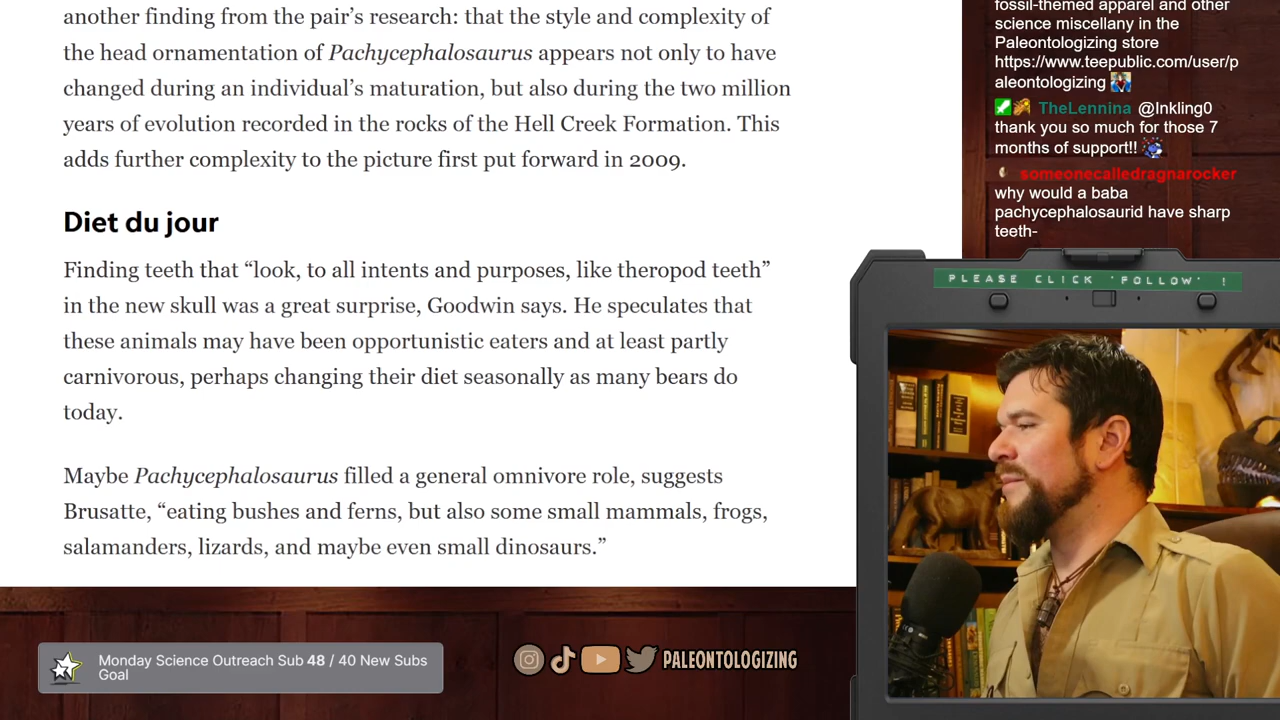 another finding from the pair’s research: that the style and complexity of
the head ornamentation of Pachycephalosaurus appears not only to have
changed during an individual’s maturation, but also during the two million
years of evolution recorded in the rocks of the Hell Creek Formation. This
adds further complexity to the picture first put forward in 2009.
Diet du jour
Finding teeth that “look, to all intents and purposes, like theropod teeth”
in the new skull was a great surprise, Goodwin says. He speculates that
these animals may have been opportunistic eaters and at least partly
carnivorous, perhaps changing their diet seasonally as many bears do
today.
Maybe Pachycephalosaurus filled a general omnivore role, suggests
Brusatte, “eating bushes and ferns, but also some small mammals, frogs,
salamanders, lizards, and maybe even small dinosaurs.”
fossil-themed apparel and other
science miscellany in the
Paleontologizing store
https://www.teepublic.com/user/p
aleontologizing
TheLennina @Inkling0
thank you so much for those 7
months of support!!
someonecalledragnarocker
why would a baba
pachycephalosaurid have sharp
teeth-
PLEASE CLICK 'FOLLOW' !
Monday Science Outreach Sub 48 / 40 New Subs
Goal
PALEONTOLOGIZING